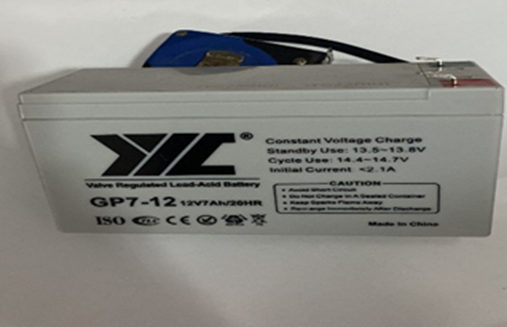 Constant Voltage Charge
Standby Use: 13.5~13.8V
Cycle Use: 14.4~14.7V
Initial Current: <2.1A
Valve Regulated Lead-Acid Battery
GP7-12 12V7Ah/20HR
CAUTION
Avoid Short Circuit
Do Not Charge In A Sealed Container
Keep Sparks Flame Away
Recharge Immediately After Discharge
ISO CE
Made In China